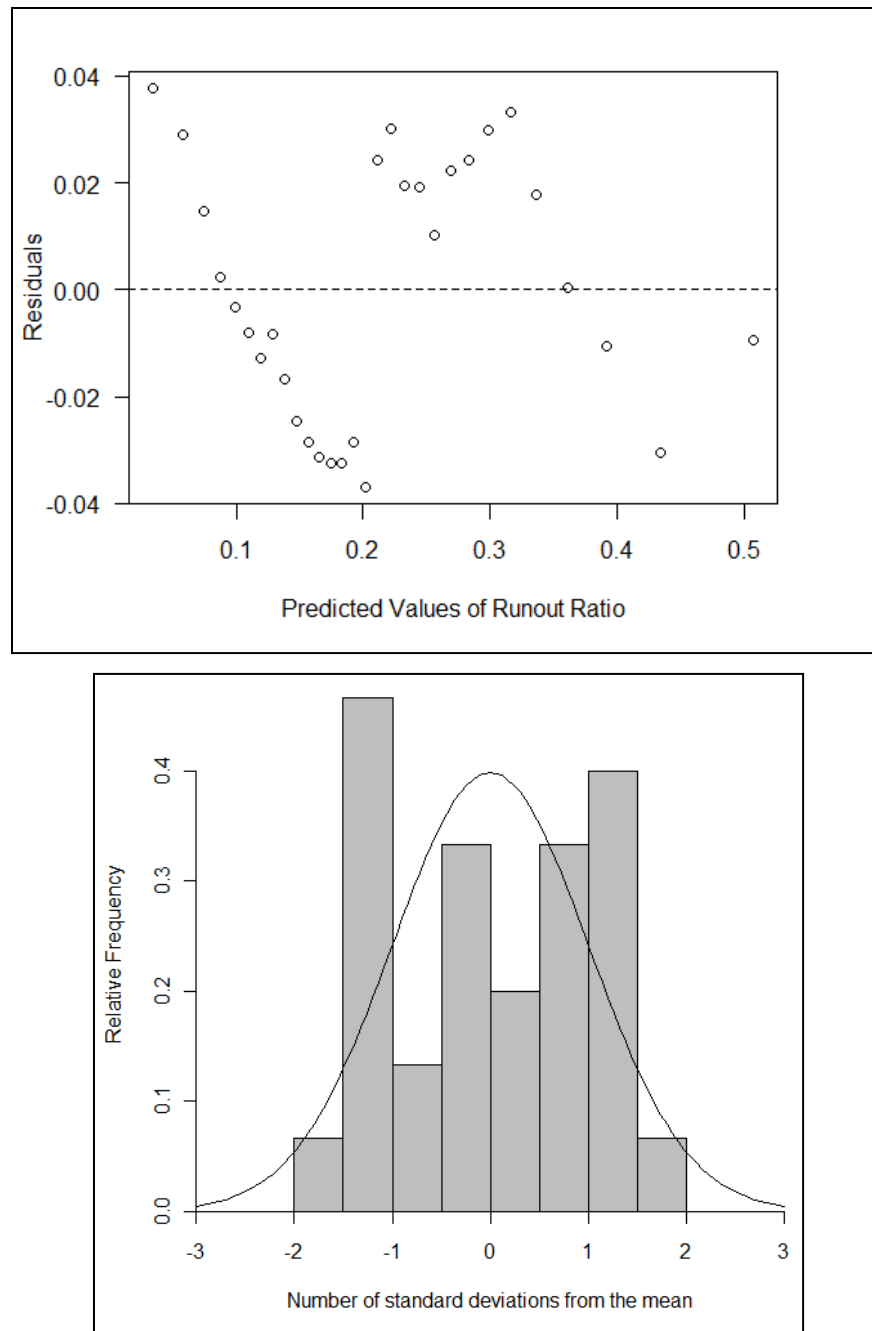 0.04
0.02
0.00
-0.02
-0.04
Residuals
0.1 0.2 0.3 0.4 0.5
Predicted Values of Runout Ratio
0.4
0.3
0.2
0.1
0.0
Relative Frequency
-3 -2 -1 0 1 2 3
Number of standard deviations from the mean